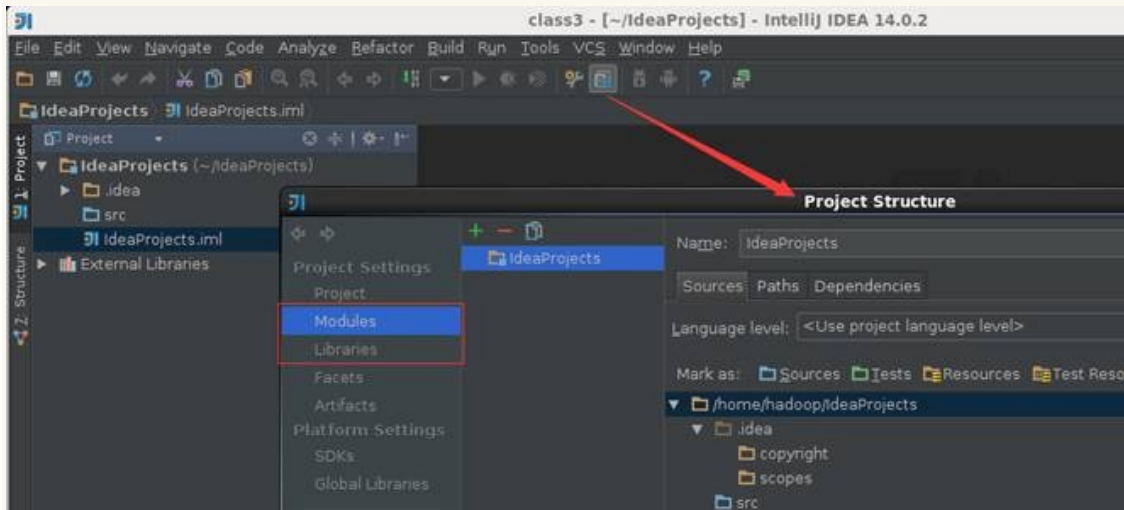 class3 - [~/IdeaProjects] - IntelliJ IDEA 14.0.2
File Edit View Navigate Code Analyze Refactor Build Run Tools VCS Window Help
IdeaProjects IdeaProjects.iml
1: Project
Project
IdeaProjects (~/IdeaProjects)
.idea
src
IdeaProjects.iml
External Libraries
Z: Structure
Project Structure
Project Settings
Project
Modules
Libraries
Facets
Artifacts
Platform Settings
SDKs
Global Libraries
IdeaProjects
Name: IdeaProjects
Sources Paths Dependencies
Language level: <Use project language level>
Mark as: Sources Tests Resources Test Reso
/home/hadoop/IdeaProjects
.idea
copyright
scopes
src